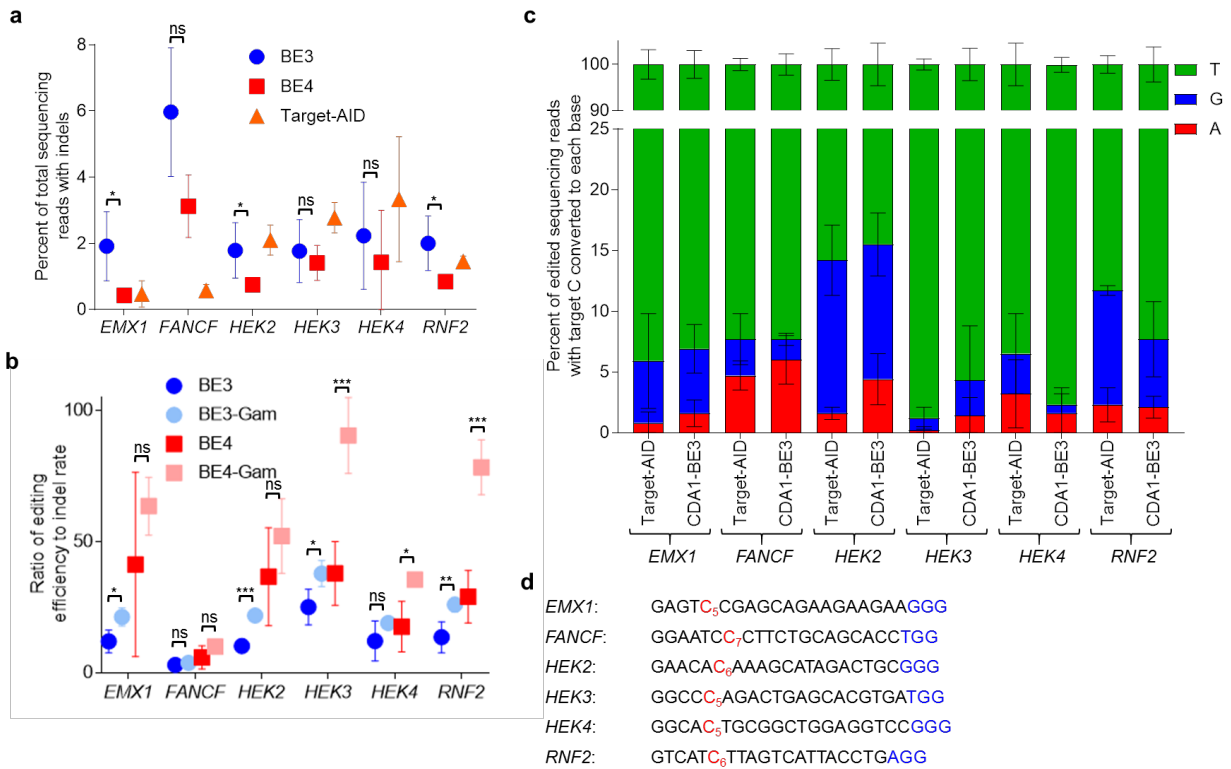 a
Percent of total sequencing
reads with indels
8
6
4
2
0
ns
*
*
ns
ns
*
BE3
BE4
Target-AID
EMX1
FANCF
HEK2
HEK3
HEK4
RNF2
b
Ratio of editing
efficiency to indel rate
100
50
0
BE3
BE3-Gam
BE4
BE4-Gam
*
ns
ns
ns
***
ns
*
***
ns
*
**
***
EMX1
FANCF
HEK2
HEK3
HEK4
RNF2
c
Percent of edited sequencing reads
with target C converted to each base
100
90
25
20
15
10
5
0
T
G
A
Target-AID
CDA1-BE3
Target-AID
CDA1-BE3
Target-AID
CDA1-BE3
Target-AID
CDA1-BE3
Target-AID
CDA1-BE3
Target-AID
CDA1-BE3
EMX1
FANCF
HEK2
HEK3
HEK4
RNF2
d
EMX1: GAGTC5CGAGCAGAAGAAGAAGGG
FANCF: GGAATCC7CTTCTGCAGCACCTGG
HEK2: GAACAC6AAAGCATAGACTGCGGG
HEK3: GGCCC5AGACTGAGCACGTGATGG
HEK4: GGCAC5TGCGGCTGGAGGTCCGGG
RNF2: GTCATC6TTAGTCATTACCTGAGG